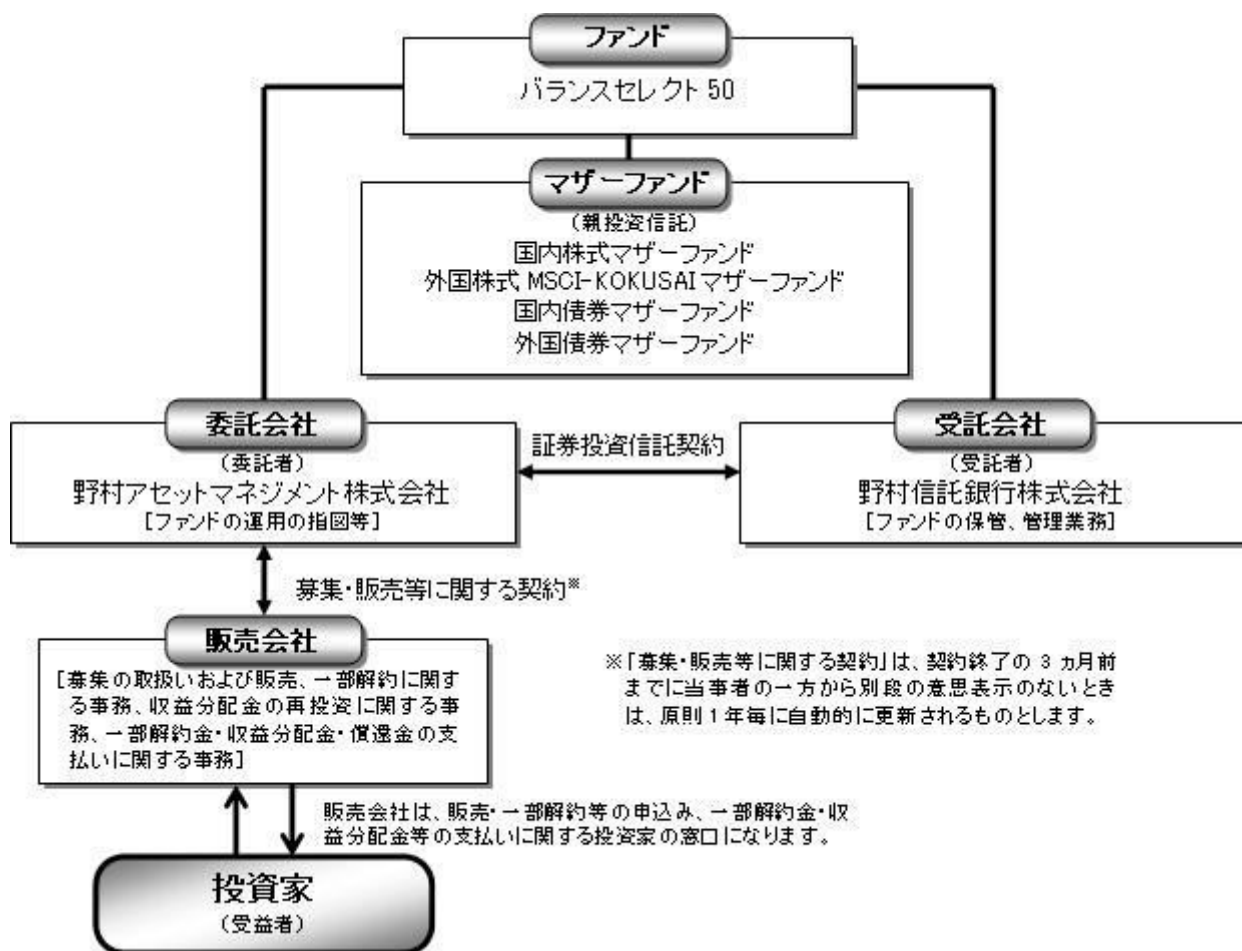 ファンド
バランスセレクト 50
マザーファンド
(親投資信託)
国内株式マザーファンド
外国株式 MSCI-KOKUSAI マザーファンド
国内債券マザーファンド
外国債券マザーファンド
委託会社
(委託者)
野村アセットマネジメント株式会社
[ファンドの運用の指図等]
証券投資信託契約
受託会社
(受託者)
野村信託銀行株式会社
[ファンドの保管、管理業務]
募集・販売等に関する契約※
販売会社
[募集の取扱いおよび販売、一部解約に関す
る事務、収益分配金の再投資に関する事
務、一部解約金・収益分配金・償還金の支
払いに関する事務]
※「募集・販売等に関する契約」は、契約終了の 3 ヵ月前
までに当事者の一方から別段の意思表示のないとき
は、原則 1 年毎に自動的に更新されるものとします。
販売会社は、販売・一部解約等の申込み、一部解約金・収
益分配金等の支払いに関する投資家の窓口になります。
投資家
(受益者)